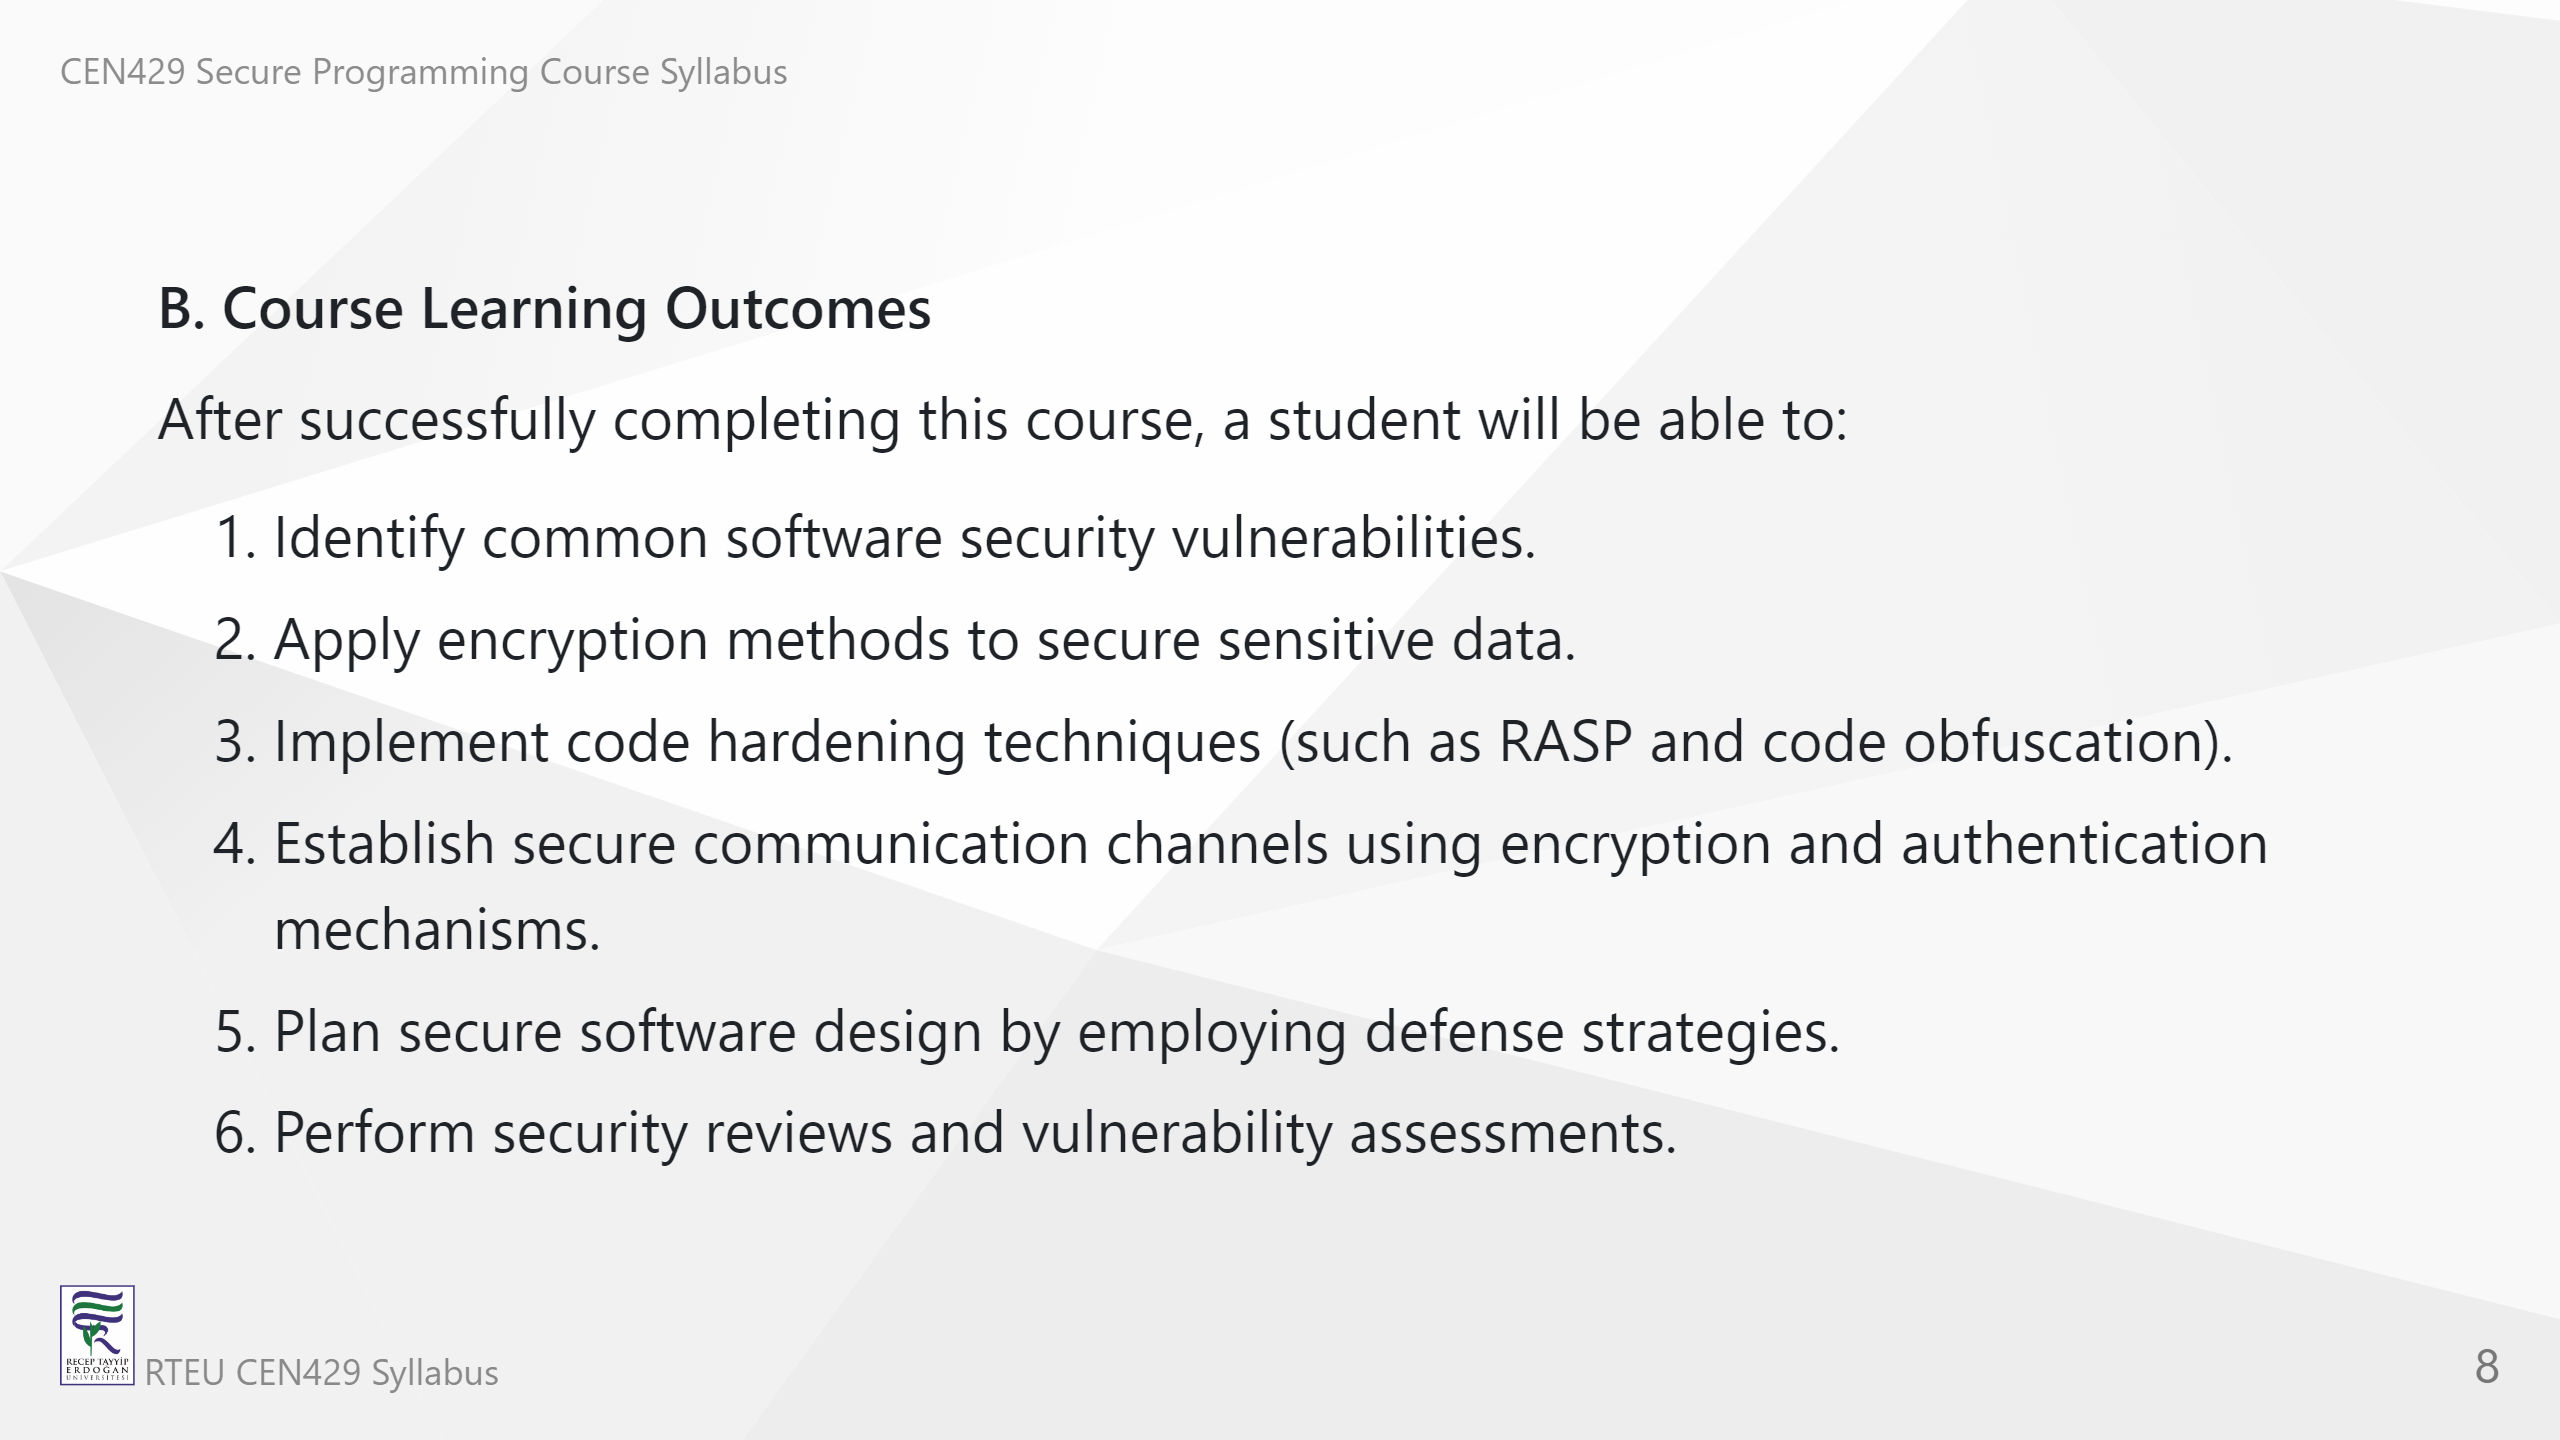 CEN429 Secure Programming Course Syllabus
B. Course Learning Outcomes
After successfully completing this course, a student will be able to:
1. Identify common software security vulnerabilities.
2. Apply encryption methods to secure sensitive data.
3. Implement code hardening techniques (such as RASP and code obfuscation).
4. Establish secure communication channels using encryption and authentication
mechanisms.
5. Plan secure software design by employing defense strategies.
6. Perform security reviews and vulnerability assessments.
RECEP TAYYİP
ERDOĞAN
ÜNİVERSİTESİ
RTEU CEN429 Syllabus
8